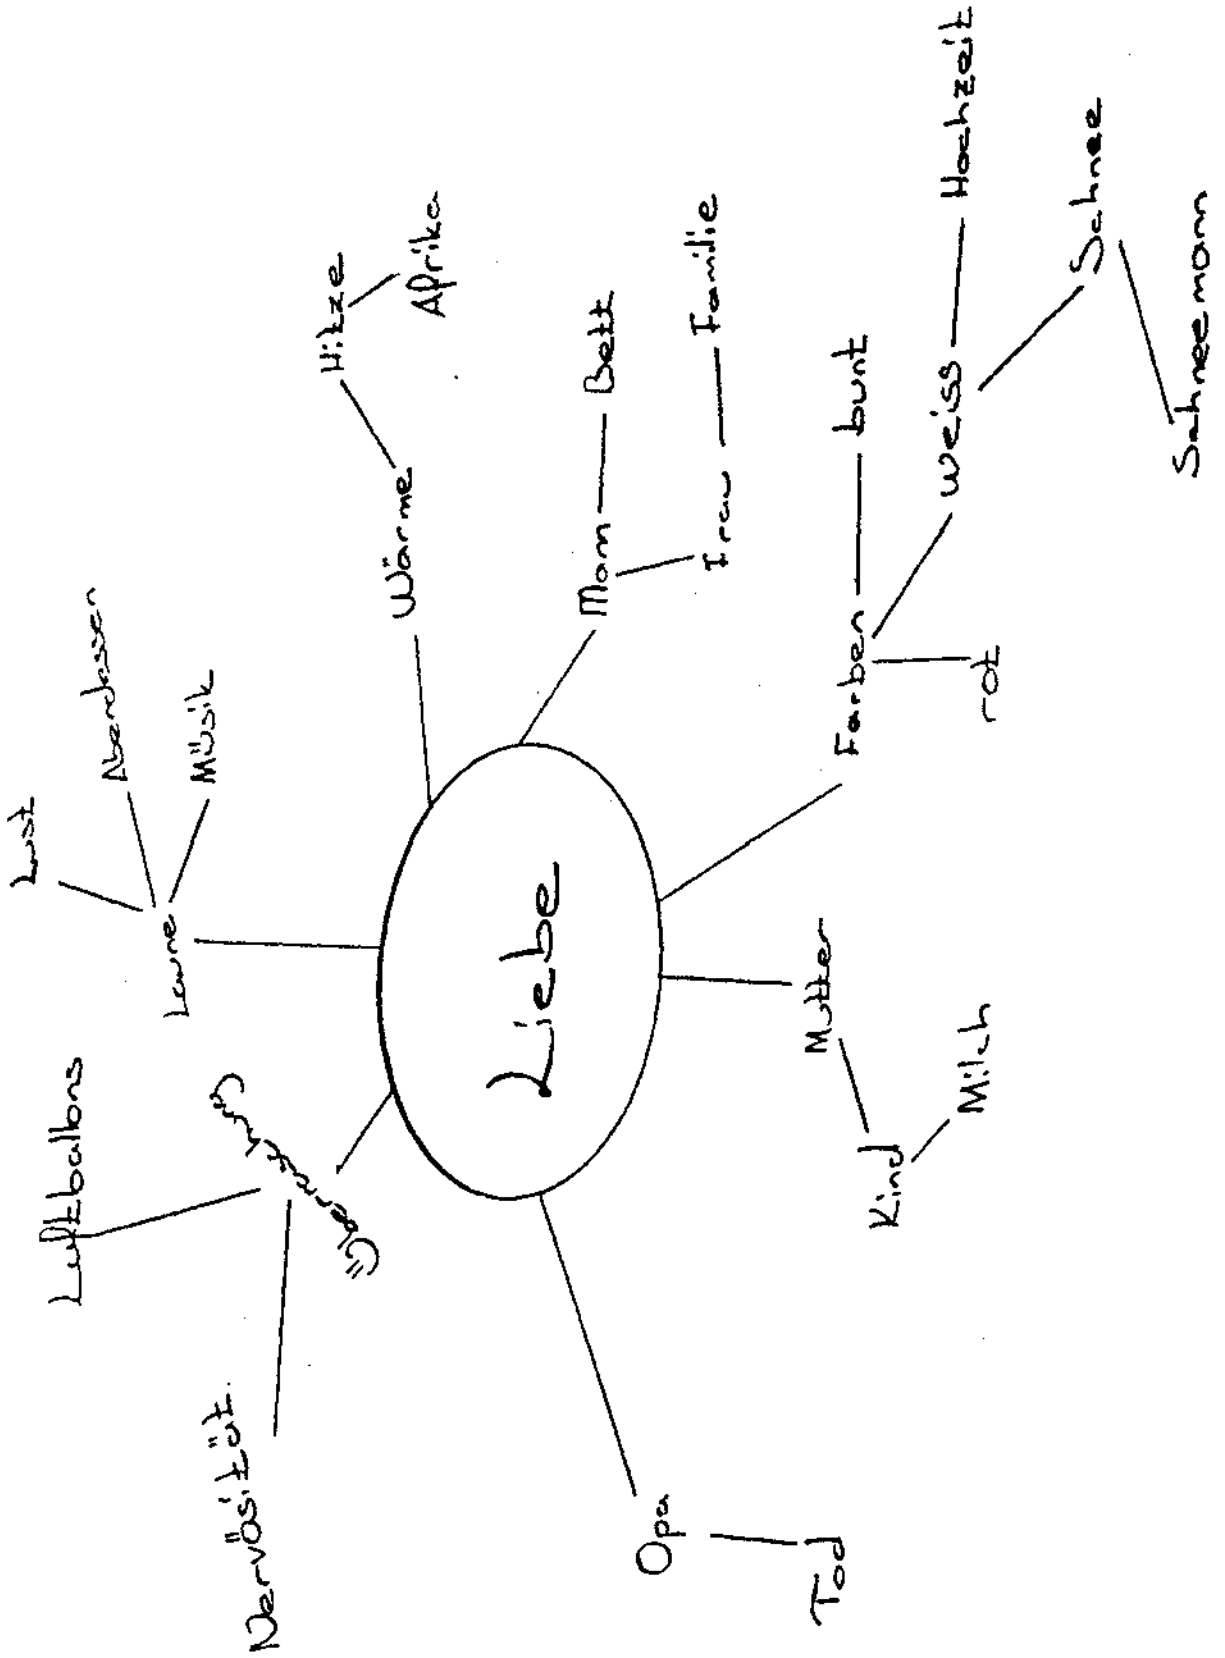 Lust
Luftballons
Abendessen
Laune
Müsik
Nervösität
Hitze
Wärme
Afrika
Liebe
Mann
Bett
Opa
Frau
Familie
Mutter
Tod
Farben
bunt
Kind
Weiss
Hochzeit
Milch
rot
Schnee
Schneemann